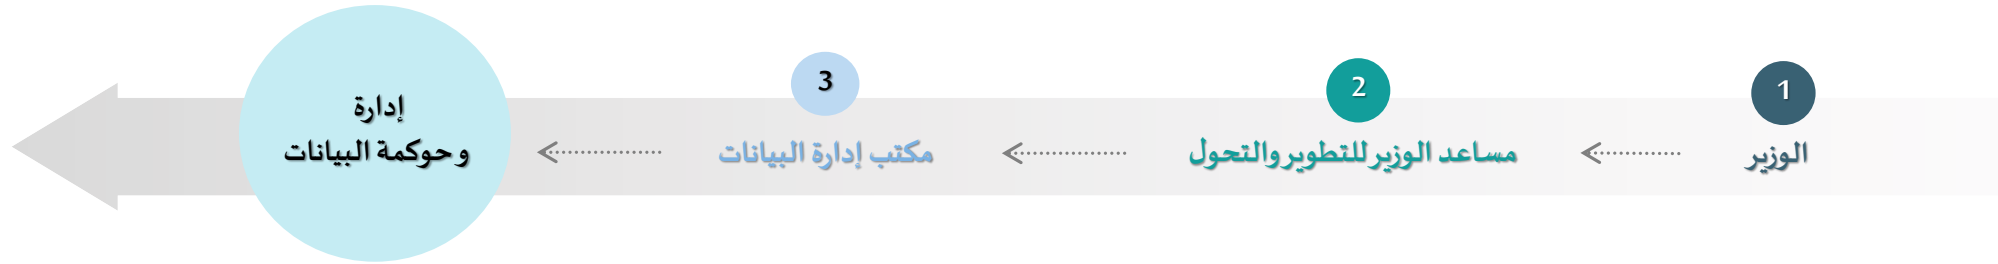 1
الوزير
2
مساعد الوزير للتطوير والتحول
3
مكتب إدارة البيانات
إدارة
وحوكمة البيانات